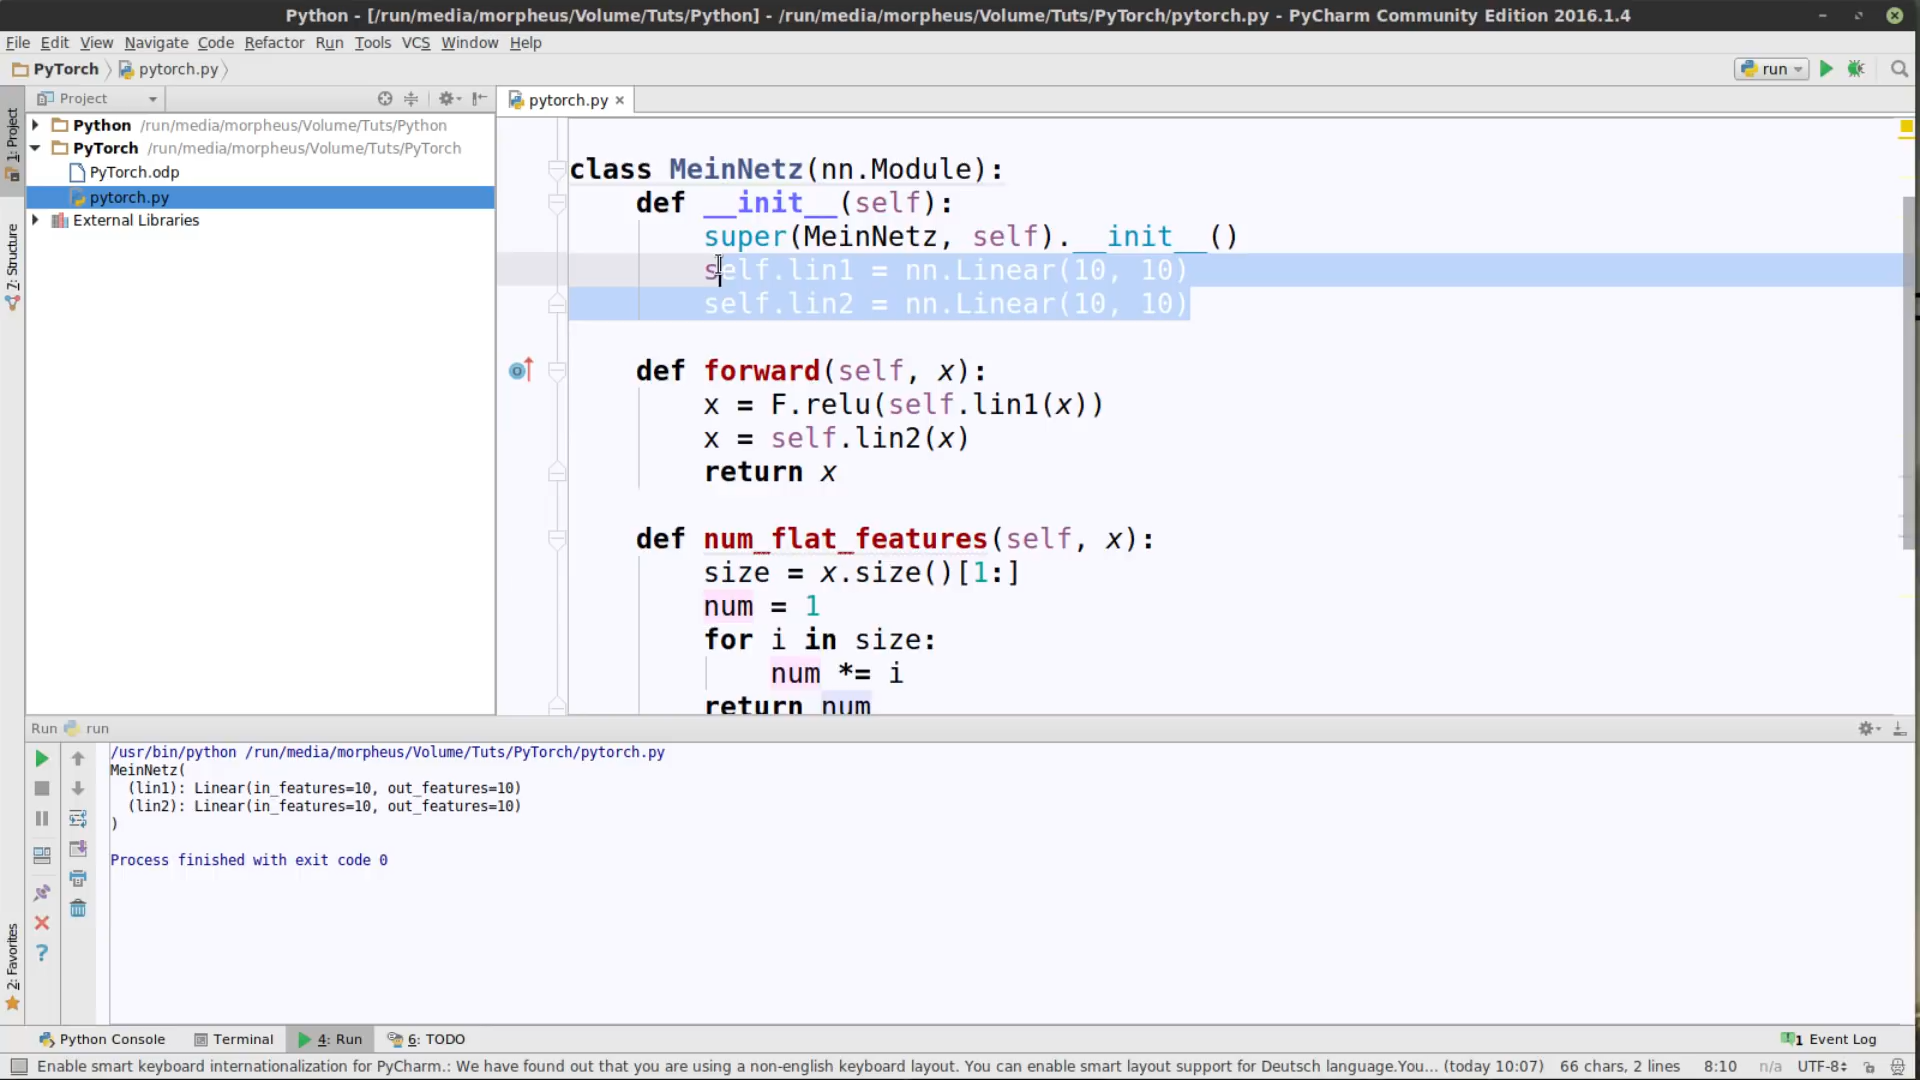 Python - [/run/media/morpheus/Volume/Tuts/Python] - /run/media/morpheus/Volume/Tuts/PyTorch/pytorch.py - PyCharm Community Edition 2016.1.4
File Edit View Navigate Code Refactor Run Tools VCS Window Help
PyTorch pytorch.py run
Project pytorch.py
1: Project
7: Structure
2: Favorites
Python /run/media/morpheus/Volume/Tuts/Python
PyTorch /run/media/morpheus/Volume/Tuts/PyTorch
PyTorch.odp
pytorch.py
External Libraries
class MeinNetz(nn.Module):
def __init__(self):
super(MeinNetz, self).__init__()
self.lin1 = nn.Linear(10, 10)
self.lin2 = nn.Linear(10, 10)
def forward(self, x):
x = F.relu(self.lin1(x))
x = self.lin2(x)
return x
def num_flat_features(self, x):
size = x.size()[1:]
num = 1
for i in size:
num *= i
return num
Run run
/usr/bin/python /run/media/morpheus/Volume/Tuts/PyTorch/pytorch.py
MeinNetz(
(lin1): Linear(in_features=10, out_features=10)
(lin2): Linear(in_features=10, out_features=10)
)
Process finished with exit code 0
Python Console Terminal 4: Run 6: TODO 1 Event Log
Enable smart keyboard internationalization for PyCharm.: We have found out that you are using a non-english keyboard layout. You can enable smart layout support for Deutsch language.You... (today 10:07) 66 chars, 2 lines 8:10 n/a UTF-8